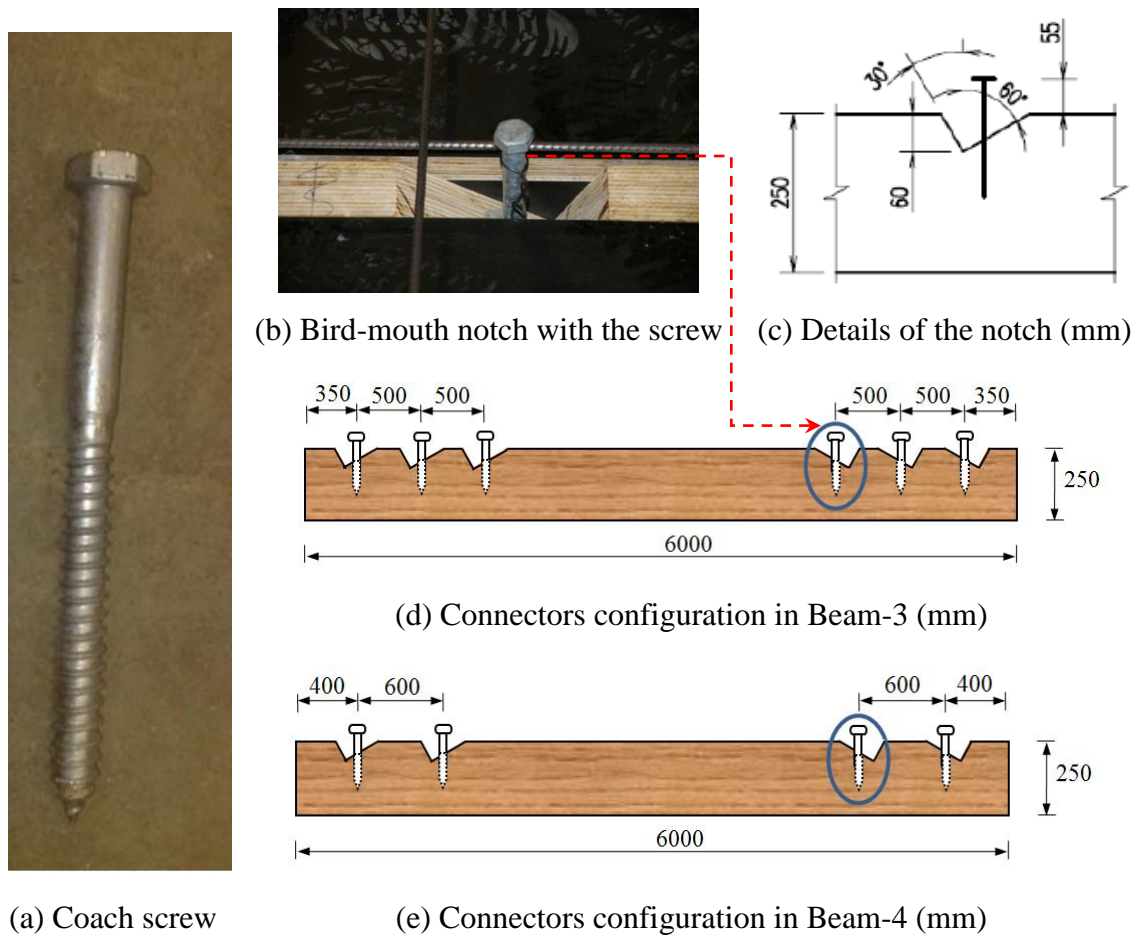 55
30°
60°
250
60
(b) Bird-mouth notch with the screw
(c) Details of the notch (mm)
350 500 500 500 500 350
250
6000
(d) Connectors configuration in Beam-3 (mm)
400 600 600 400
250
6000
(a) Coach screw
(e) Connectors configuration in Beam-4 (mm)